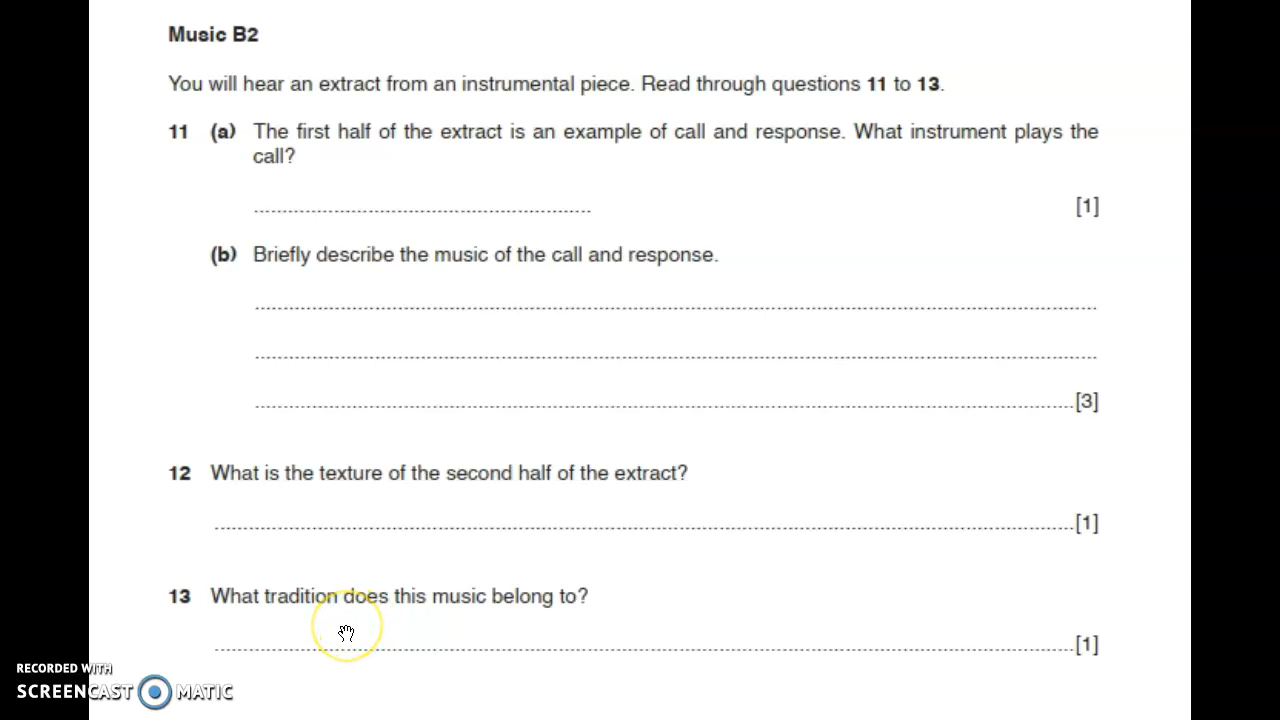 Music B2
You will hear an extract from an instrumental piece. Read through questions 11 to 13.
11 (a) The first half of the extract is an example of call and response. What instrument plays the
call?
........................................................... [1]
(b) Briefly describe the music of the call and response.
...................................................................................................................................................
...................................................................................................................................................
...............................................................................................................................................[3]
12 What is the texture of the second half of the extract?
......................................................................................................................................................[1]
13 What tradition does this music belong to?
......................................................................................................................................................[1]
RECORDED WITH
SCREENCAST MATIC